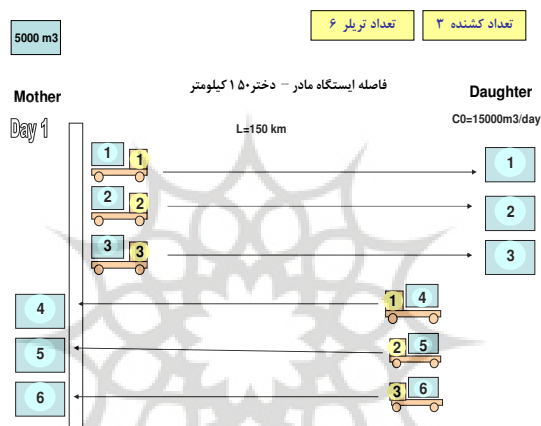 5000 m3
تعداد تریلر ۶
تعداد کشنده ۳
فاصله ایستگاه مادر – دختر۱۵۰ کیلومتر
Mother
Daughter
Day 1
C0=15000m3/day
L=150 km
1 1 1
2 2 2
3 3 3
4 1 4
5 2 5
6 3 6